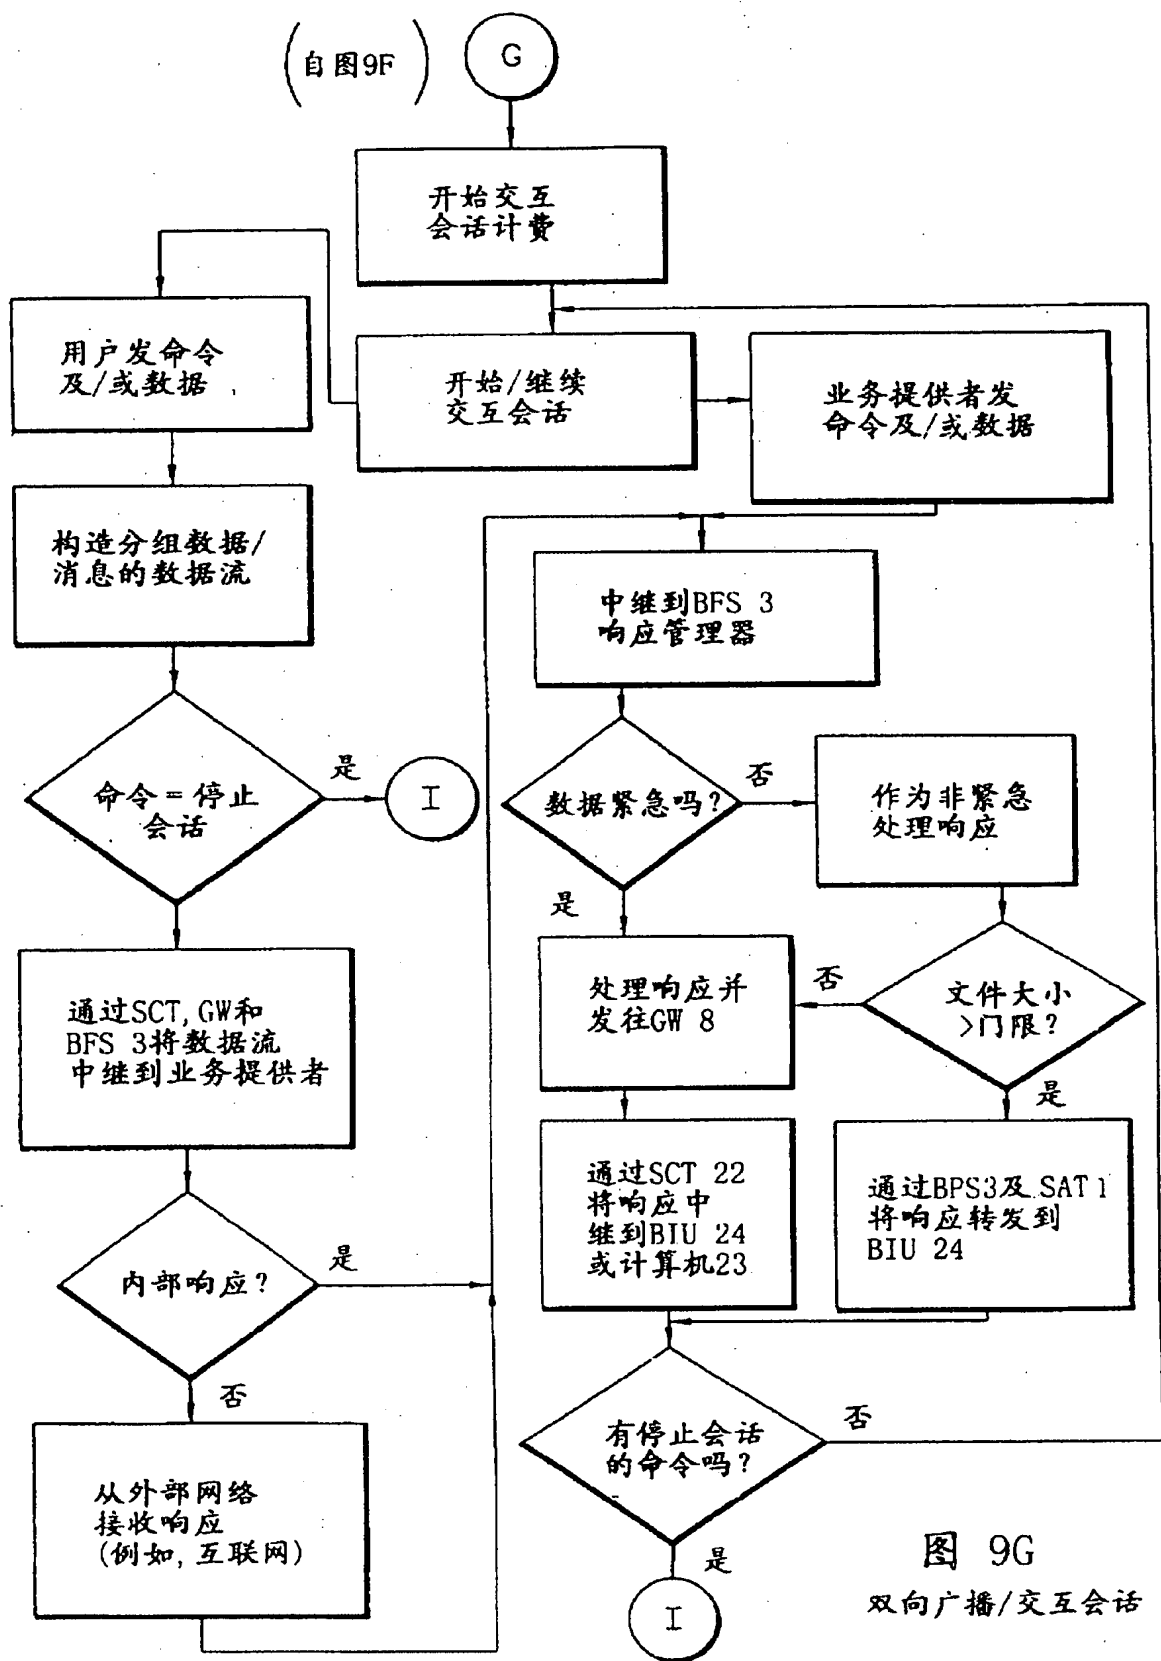 (自图9F)
G
开始交互
会话计费
用户发命令
及/或数据
开始/继续
交互会话
业务提供者发
命令及/或数据
构造分组数据/
消息的数据流
中继到BFS 3
响应管理器
命令=停止
会话
是
I
数据紧急吗?
否
作为非紧急
处理响应
是
通过SCT,GW和
BFS 3将数据流
中继到业务提供者
处理响应并
发往GW 8
否
文件大小
>门限?
是
内部响应?
是
通过SCT 22
将响应中
继到BIU 24
或计算机23
通过BPS3及SAT1
将响应转发到
BIU 24
否
从外部网络
接收响应
(例如,互联网)
有停止会话
的命令吗?
否
是
I
图 9G
双向广播/交互会话